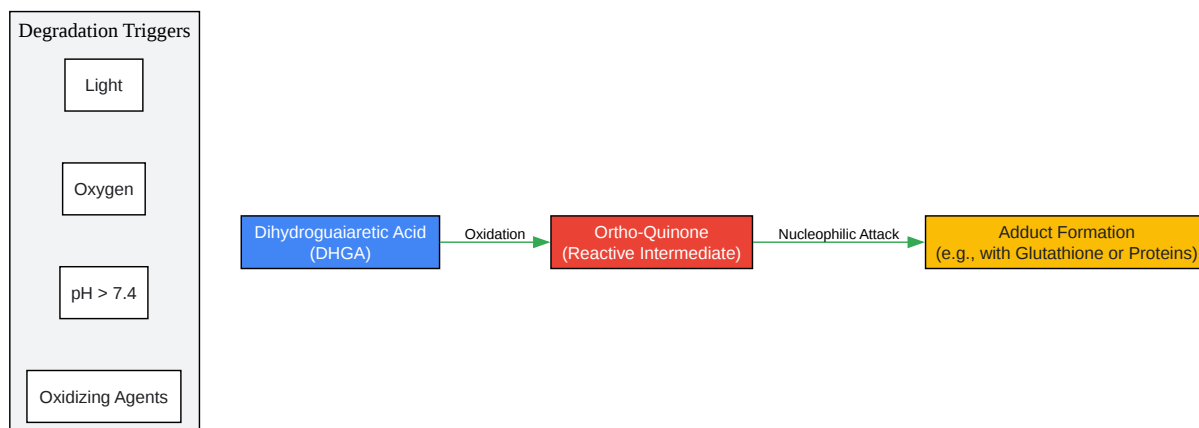 Degradation Triggers
Light
Oxygen
pH > 7.4
Oxidizing Agents
Dihydroguaiaretic Acid
(DHGA)
Oxidation
Ortho-Quinone
(Reactive Intermediate)
Nucleophilic Attack
Adduct Formation
(e.g., with Glutathione or Proteins)